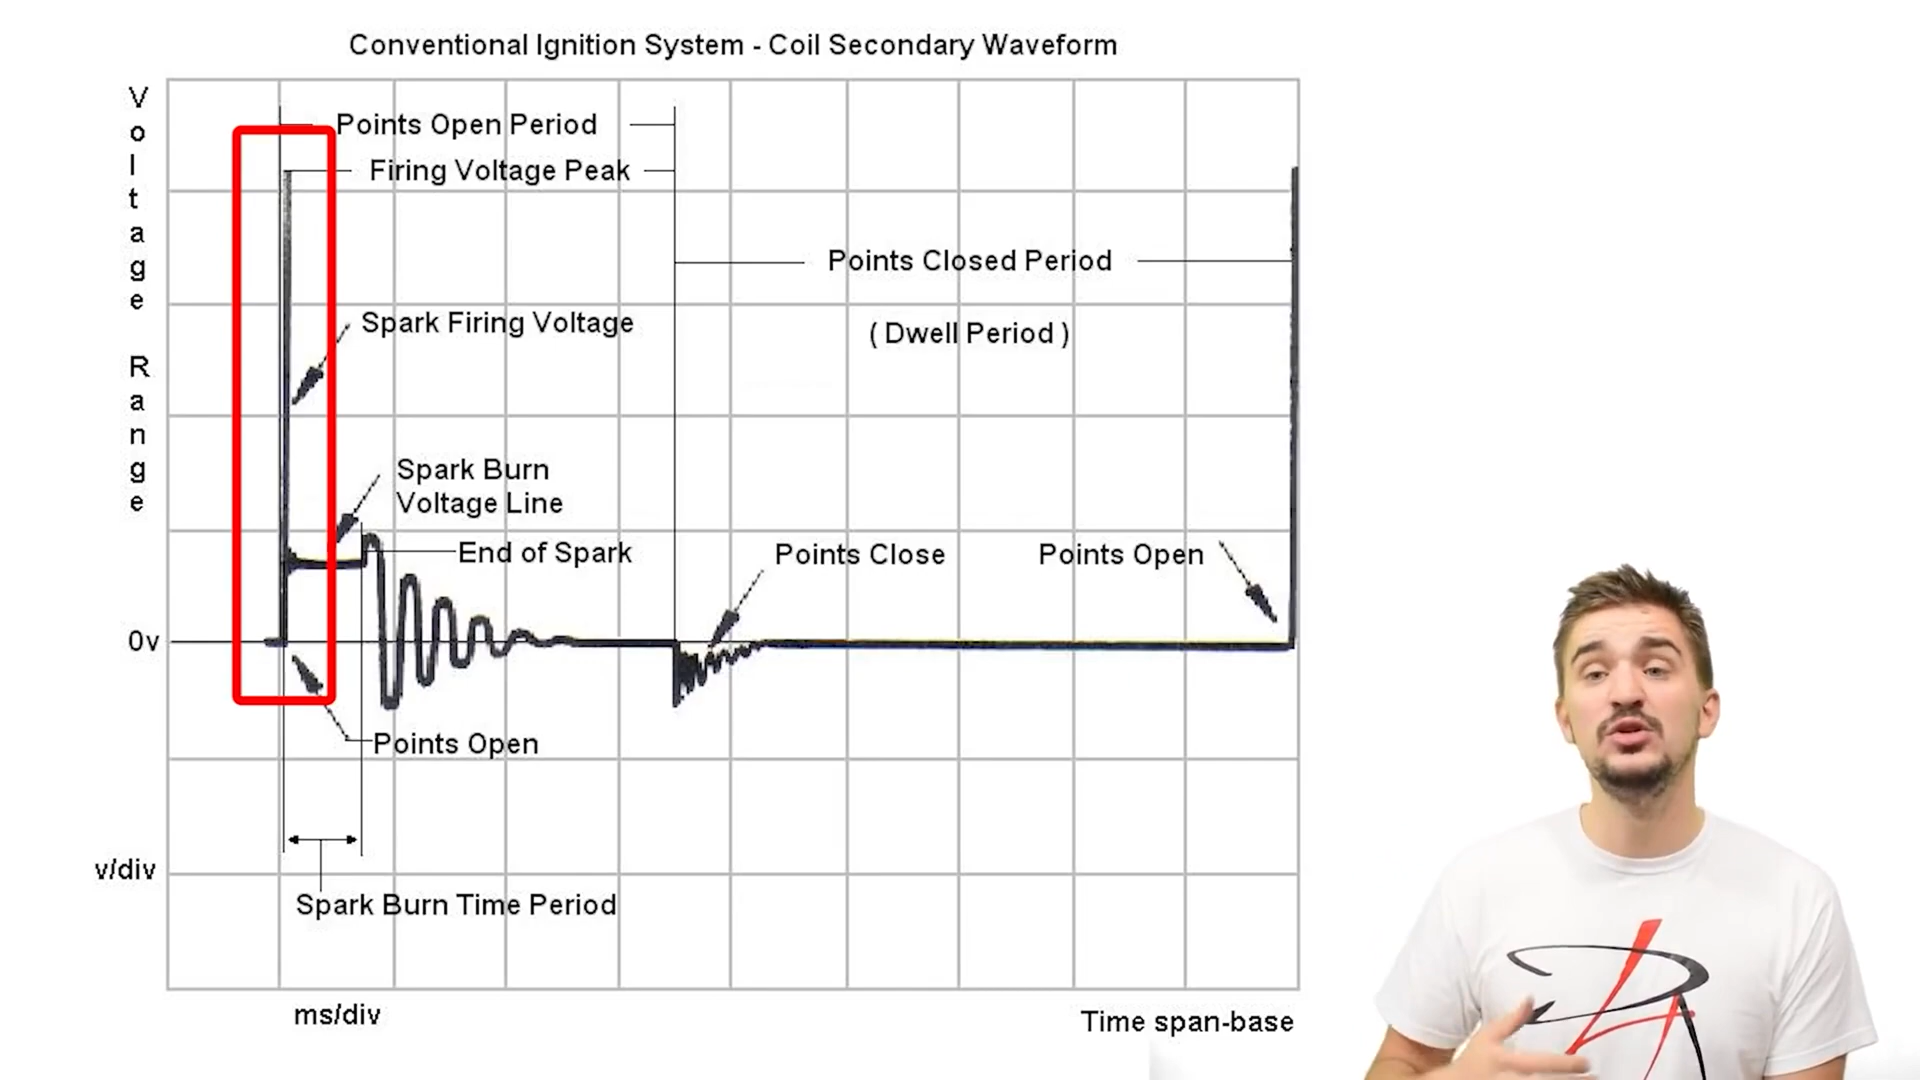 Conventional Ignition System - Coil Secondary Waveform
Voltage Range
Points Open Period
Firing Voltage Peak
Points Closed Period
Spark Firing Voltage
( Dwell Period )
Spark Burn
Voltage Line
End of Spark
Points Close
Points Open
0v
Points Open
v/div
Spark Burn Time Period
ms/div
Time span-base